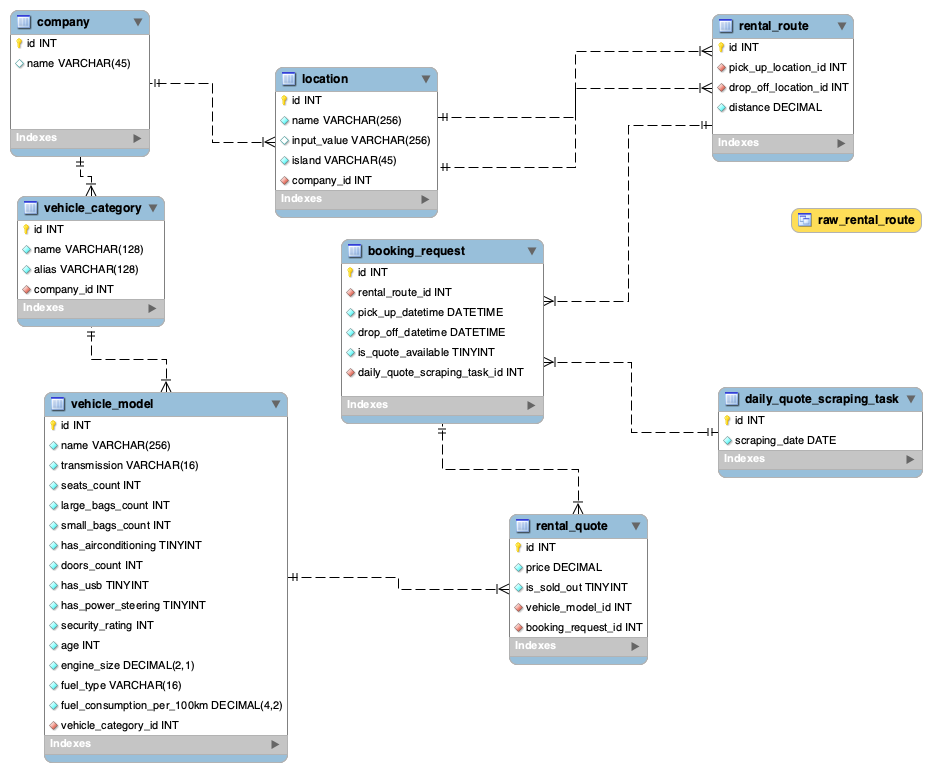 company
id INT
name VARCHAR(45)
Indexes
location
id INT
name VARCHAR(256)
input_value VARCHAR(256)
island VARCHAR(45)
company_id INT
Indexes
rental_route
id INT
pick_up_location_id INT
drop_off_location_id INT
distance DECIMAL
Indexes
raw_rental_route
vehicle_category
id INT
name VARCHAR(128)
alias VARCHAR(128)
company_id INT
Indexes
booking_request
id INT
rental_route_id INT
pick_up_datetime DATETIME
drop_off_datetime DATETIME
is_quote_available TINYINT
daily_quote_scraping_task_id INT
Indexes
daily_quote_scraping_task
id INT
scraping_date DATE
Indexes
vehicle_model
id INT
name VARCHAR(256)
transmission VARCHAR(16)
seats_count INT
large_bags_count INT
small_bags_count INT
has_airconditioning TINYINT
doors_count INT
has_usb TINYINT
has_power_steering TINYINT
security_rating INT
age INT
engine_size DECIMAL(2,1)
fuel_type VARCHAR(16)
fuel_consumption_per_100km DECIMAL(4,2)
vehicle_category_id INT
Indexes
rental_quote
id INT
price DECIMAL
is_sold_out TINYINT
vehicle_model_id INT
booking_request_id INT
Indexes